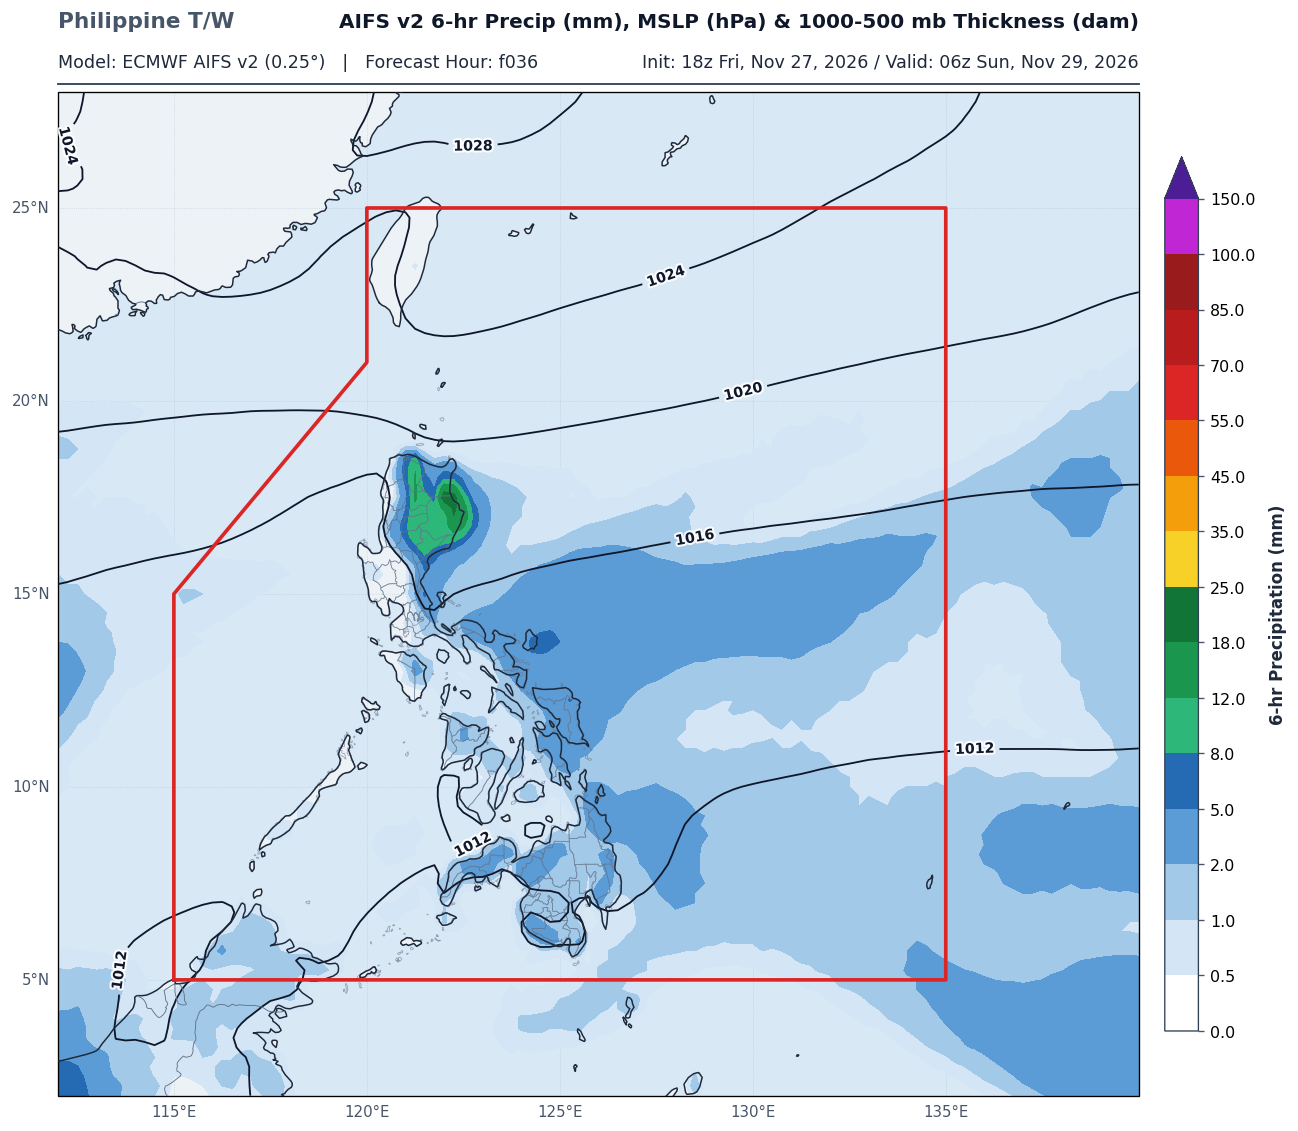 Philippine T/W
AIFS v2 6-hr Precip (mm), MSLP (hPa) & 1000-500 mb Thickness (dam)
Model: ECMWF AIFS v2 (0.25°) | Forecast Hour: f036
Init: 18z Fri, Nov 27, 2026 / Valid: 06z Sun, Nov 29, 2026
1024
1028
1024
1020
1016
1012
1012
1012
25°N
20°N
15°N
10°N
5°N
115°E
120°E
125°E
130°E
135°E
150.0
100.0
85.0
70.0
55.0
45.0
35.0
25.0
18.0
12.0
8.0
5.0
2.0
1.0
0.5
0.0
6-hr Precipitation (mm)